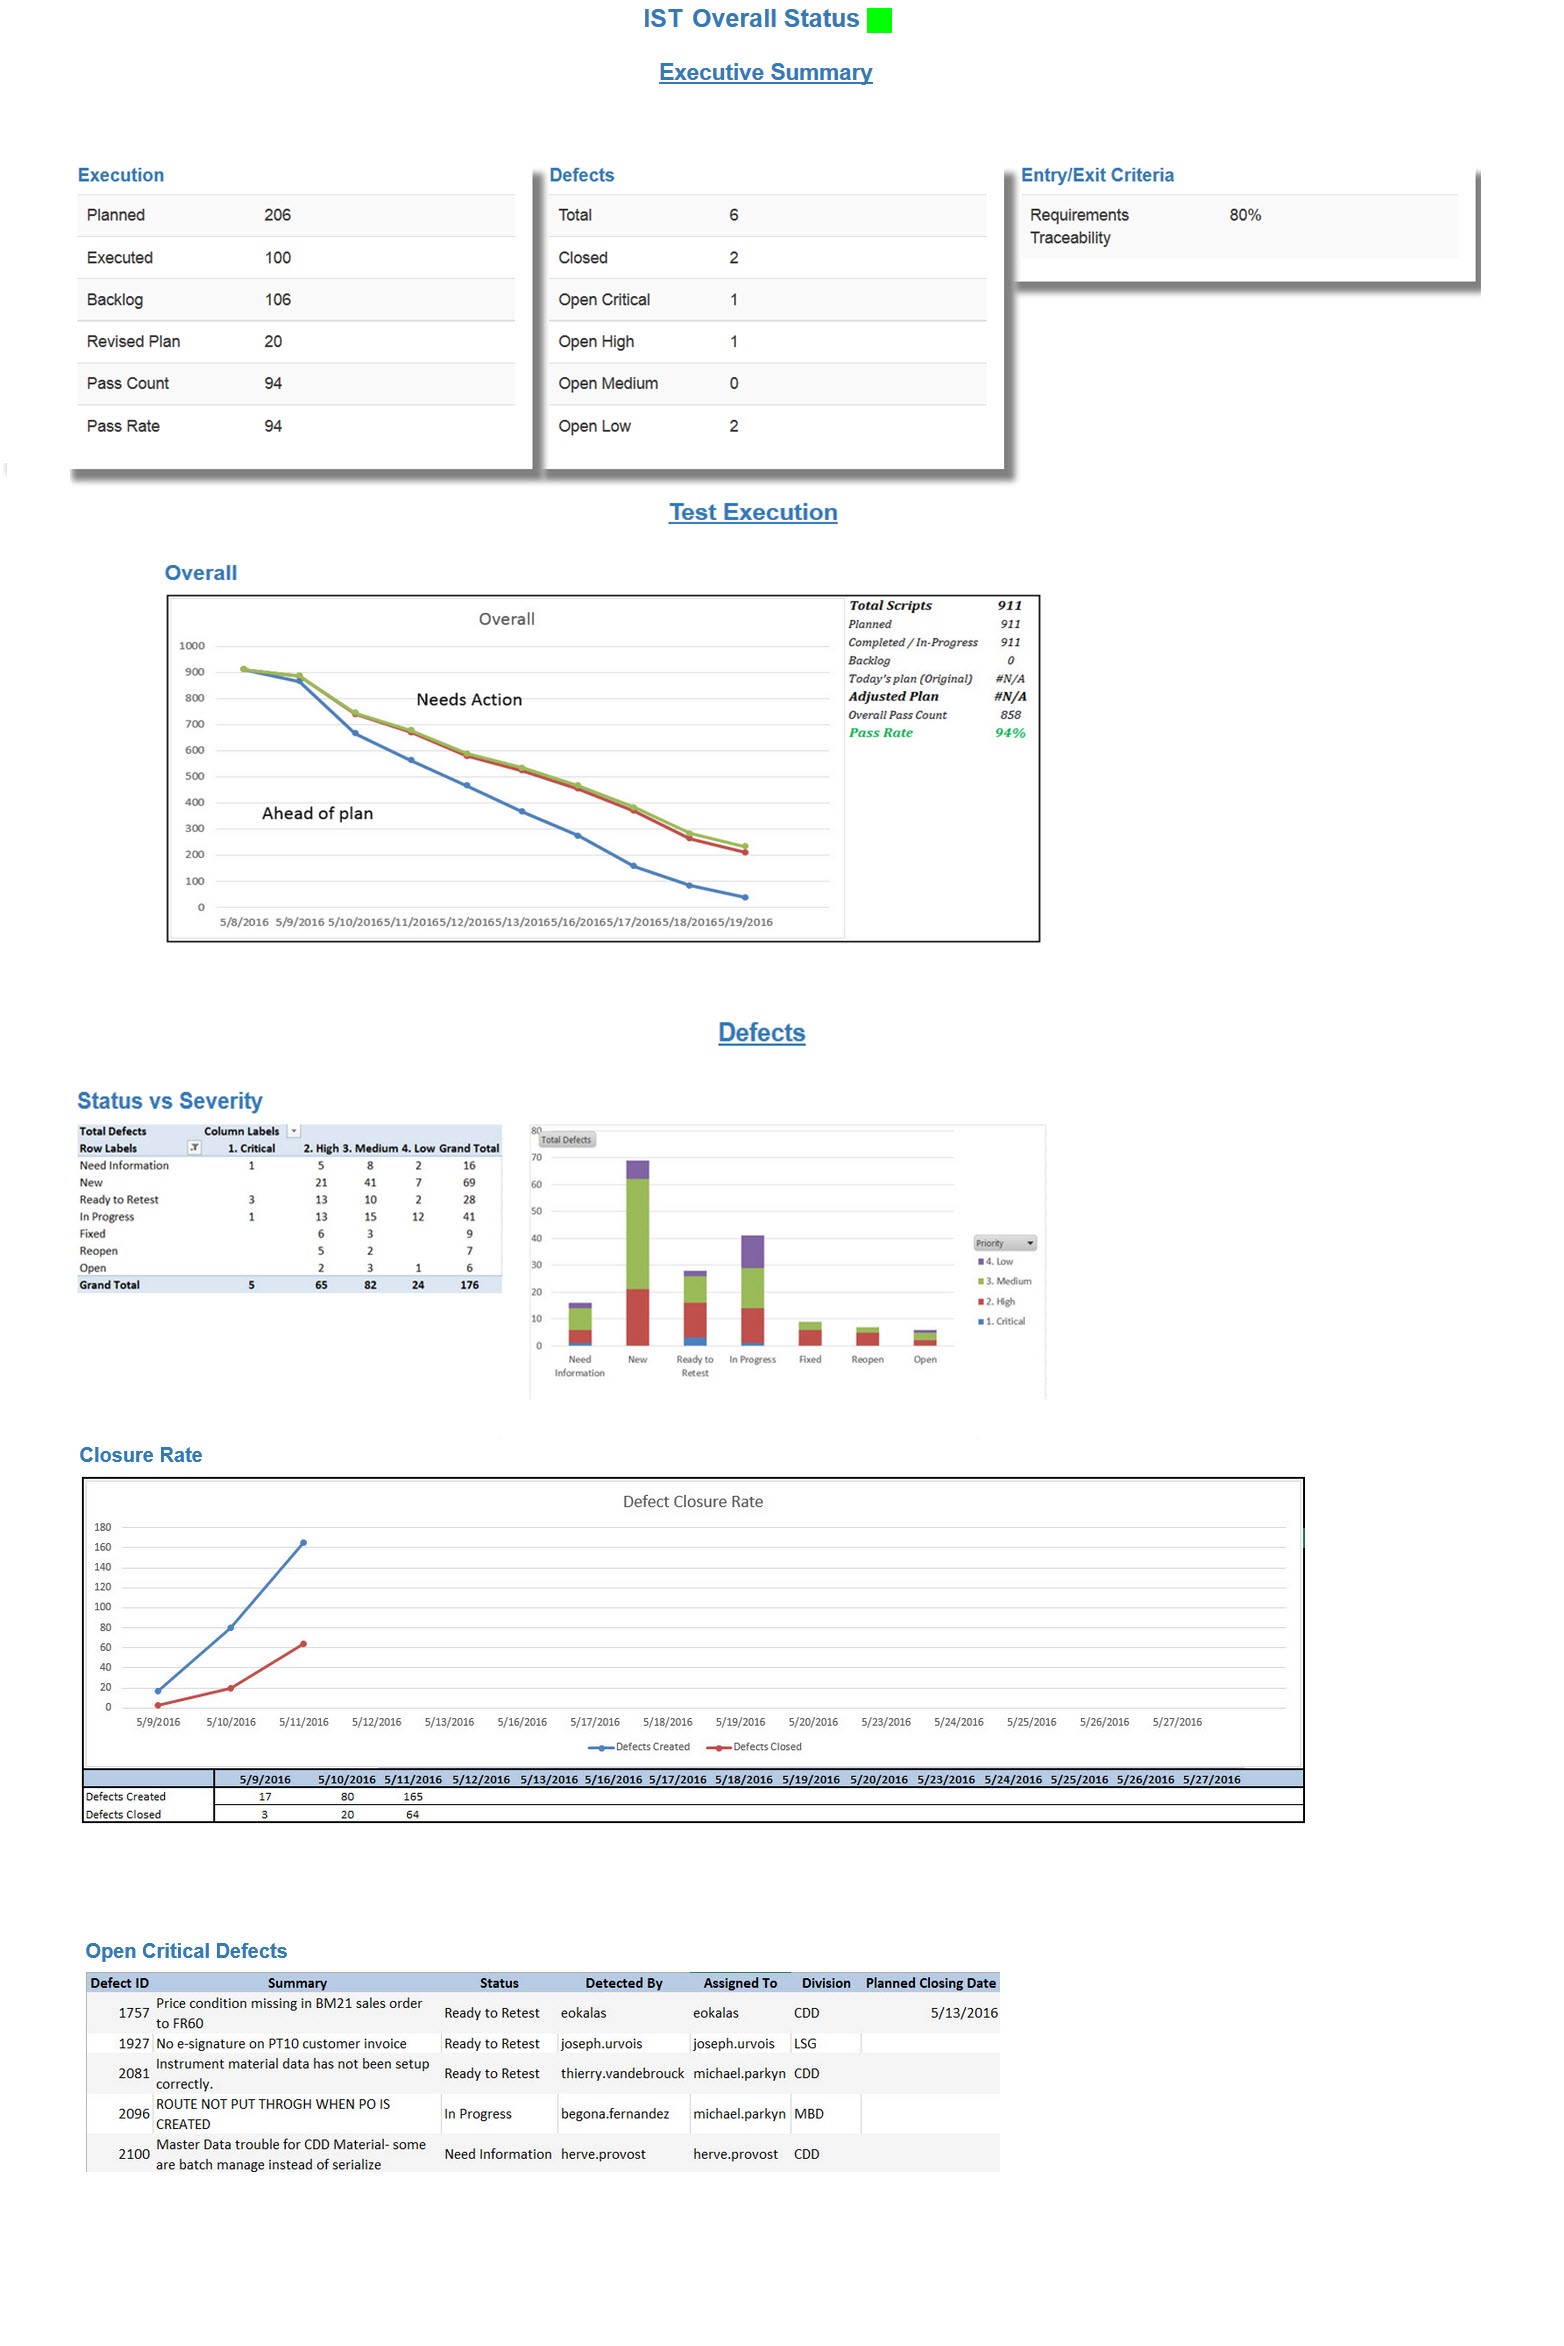 IST Overall Status
Executive Summary
Execution
Planned 206
Executed 100
Backlog 106
Revised Plan 20
Pass Count 94
Pass Rate 94
Defects
Total 6
Closed 2
Open Critical 1
Open High 1
Open Medium 0
Open Low 2
Entry/Exit Criteria
Requirements 80%
Traceability
Test Execution
Overall
Overall
1000
900
800
700
600
500
400
300
200
100
0
Needs Action
Ahead of plan
5/8/2016 5/9/2016 5/10/2016 5/11/2016 5/12/2016 5/13/2016 5/16/2016 5/17/2016 5/18/2016 5/19/2016
Total Scripts 911
Planned 911
Completed / In-Progress 911
Backlog 0
Today's plan (Original) #N/A
Adjusted Plan #N/A
Overall Pass Count 858
Pass Rate 94%
Defects
Status vs Severity
Total Defects Column Labels
Row Labels 1. Critical 2. High 3. Medium 4. Low Grand Total
Need Information 1 5 8 2 16
New 21 41 7 69
Ready to Retest 3 13 10 2 28
In Progress 1 13 15 12 41
Fixed 6 3 9
Reopen 5 2 7
Open 2 3 1 6
Grand Total 5 65 82 24 176
Total Defects
80
70
60
50
40
30
20
10
0
Need Information
New
Ready to Retest
In Progress
Fixed
Reopen
Open
Priority
4. Low
3. Medium
2. High
1. Critical
Closure Rate
Defect Closure Rate
180
160
140
120
100
80
60
40
20
0
5/9/2016 5/10/2016 5/11/2016 5/12/2016 5/13/2016 5/16/2016 5/17/2016 5/18/2016 5/19/2016 5/20/2016 5/23/2016 5/24/2016 5/25/2016 5/26/2016 5/27/2016
Defects Created Defects Closed
5/9/2016 5/10/2016 5/11/2016 5/12/2016 5/13/2016 5/16/2016 5/17/2016 5/18/2016 5/19/2016 5/20/2016 5/23/2016 5/24/2016 5/25/2016 5/26/2016 5/27/2016
Defects Created 17 80 165
Defects Closed 3 20 64
Open Critical Defects
Defect ID Summary Status Detected By Assigned To Division Planned Closing Date
1757 Price condition missing in BM21 sales order to FR60 Ready to Retest eokalas eokalas CDD 5/13/2016
1927 No e-signature on PT10 customer invoice Ready to Retest joseph.urvois joseph.urvois LSG
2081 Instrument material data has not been setup correctly. Ready to Retest thierry.vandebrouck michael.parkyn CDD
2096 ROUTE NOT PUT THROGH WHEN PO IS CREATED In Progress begona.fernandez michael.parkyn MBD
2100 Master Data trouble for CDD Material- some are batch manage instead of serialize Need Information herve.provost herve.provost CDD